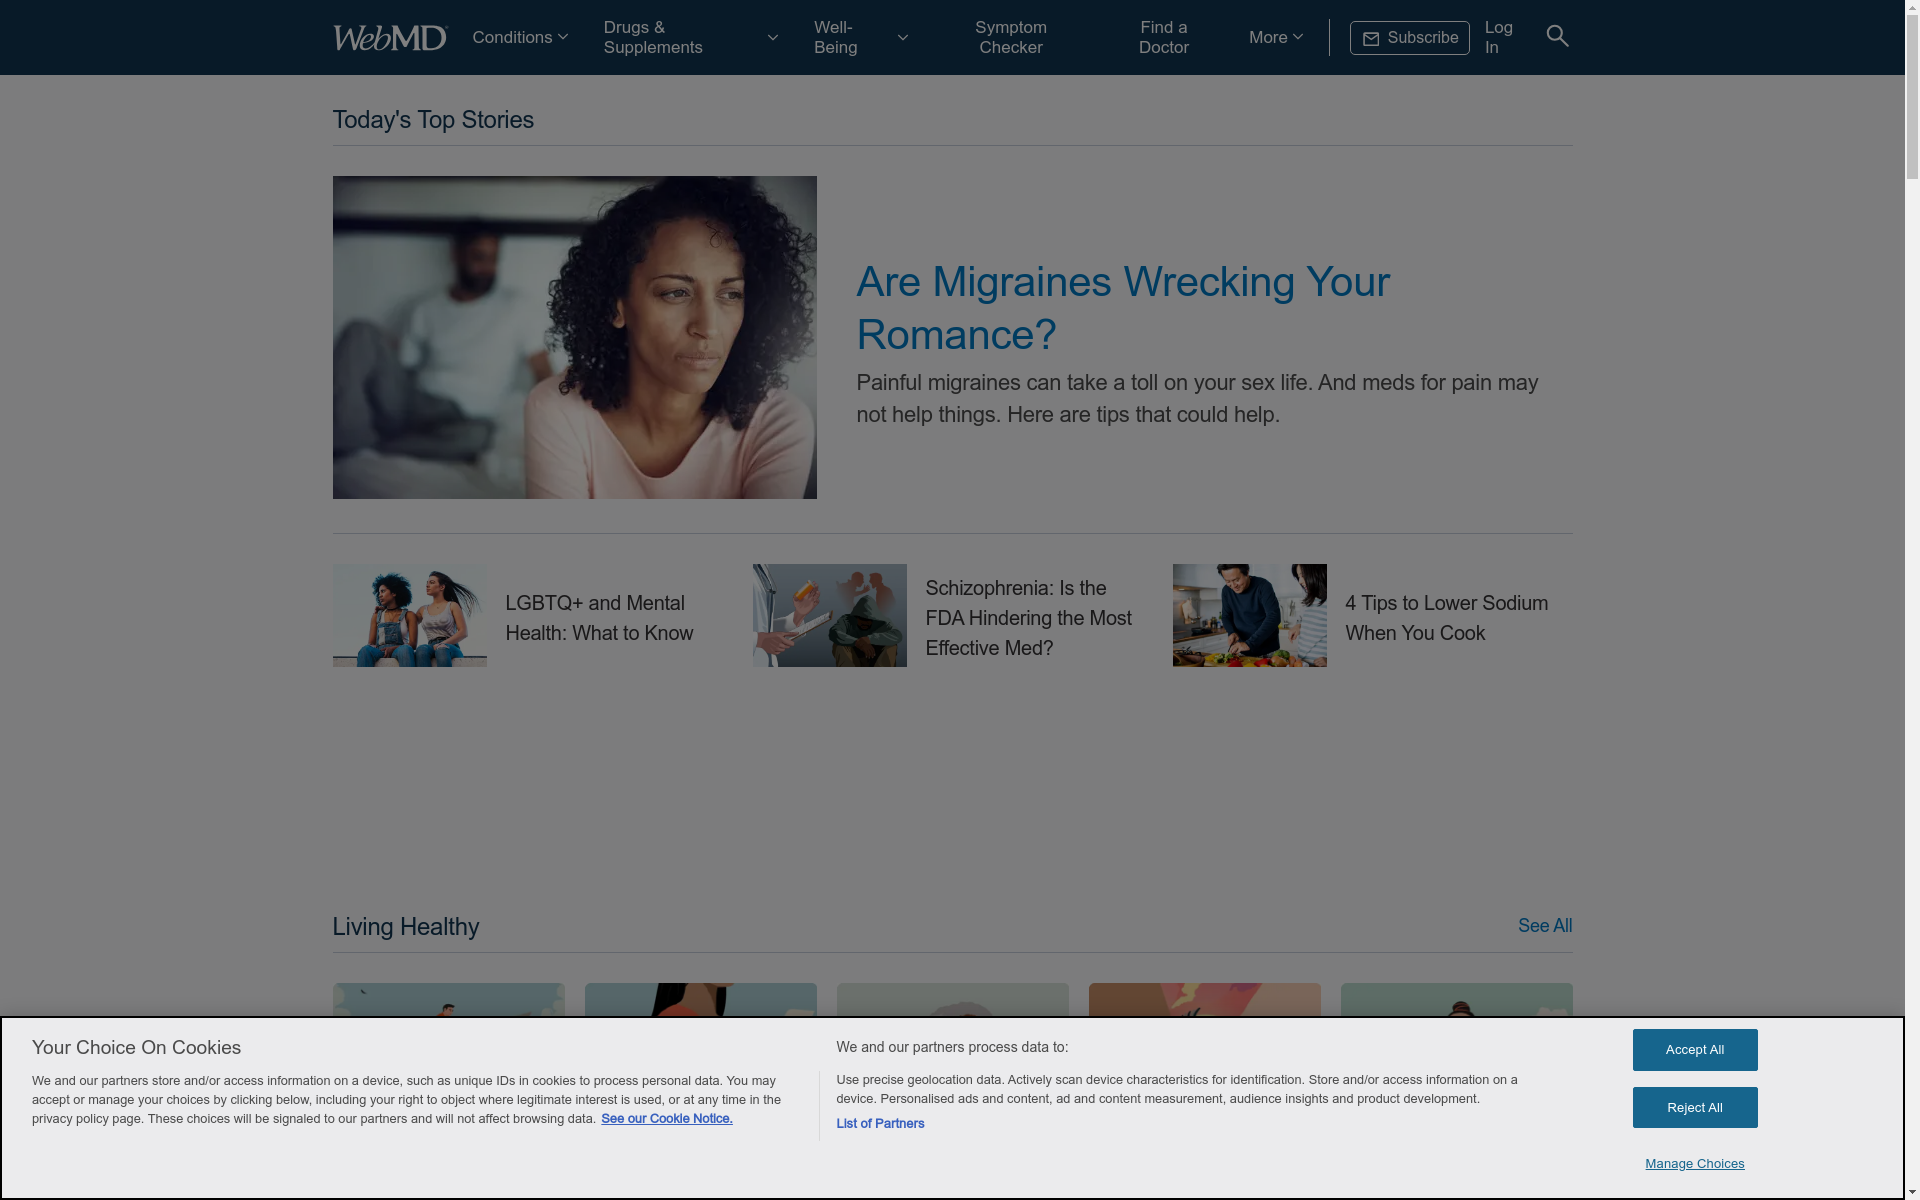 WebMD
Conditions
Drugs &
Supplements
Well-
Being
Symptom
Checker
Find a
Doctor
More
Subscribe
Log
In
Today's Top Stories
Are Migraines Wrecking Your
Romance?
Painful migraines can take a toll on your sex life. And meds for pain may
not help things. Here are tips that could help.
LGBTQ+ and Mental
Health: What to Know
Schizophrenia: Is the
FDA Hindering the Most
Effective Med?
4 Tips to Lower Sodium
When You Cook
Living Healthy
See All
Your Choice On Cookies
We and our partners store and/or access information on a device, such as unique IDs in cookies to process personal data. You may
accept or manage your choices by clicking below, including your right to object where legitimate interest is used, or at any time in the
privacy policy page. These choices will be signaled to our partners and will not affect browsing data. See our Cookie Notice.
We and our partners process data to:
Use precise geolocation data. Actively scan device characteristics for identification. Store and/or access information on a
device. Personalised ads and content, ad and content measurement, audience insights and product development.
List of Partners
Accept All
Reject All
Manage Choices